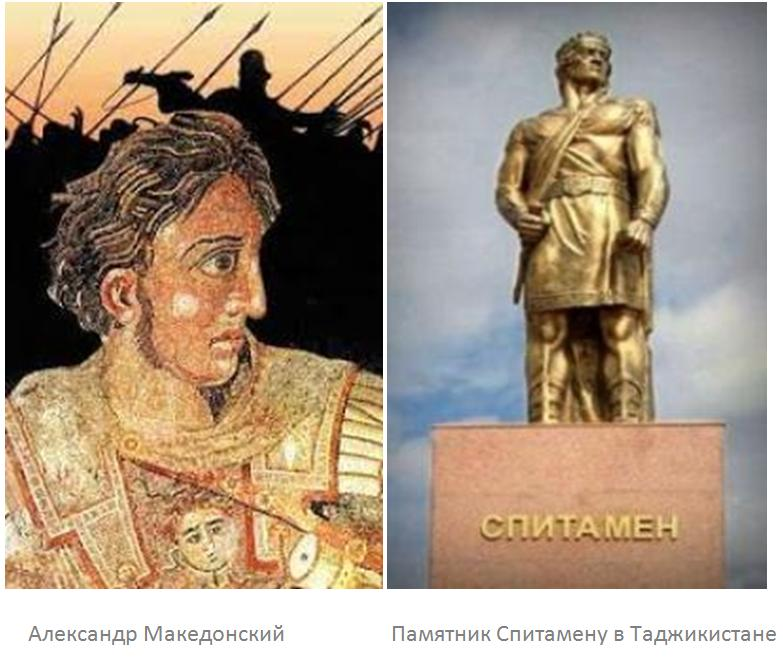 СПИТАМЕН
Александр Македонский
Памятник Спитамену в Таджикистане